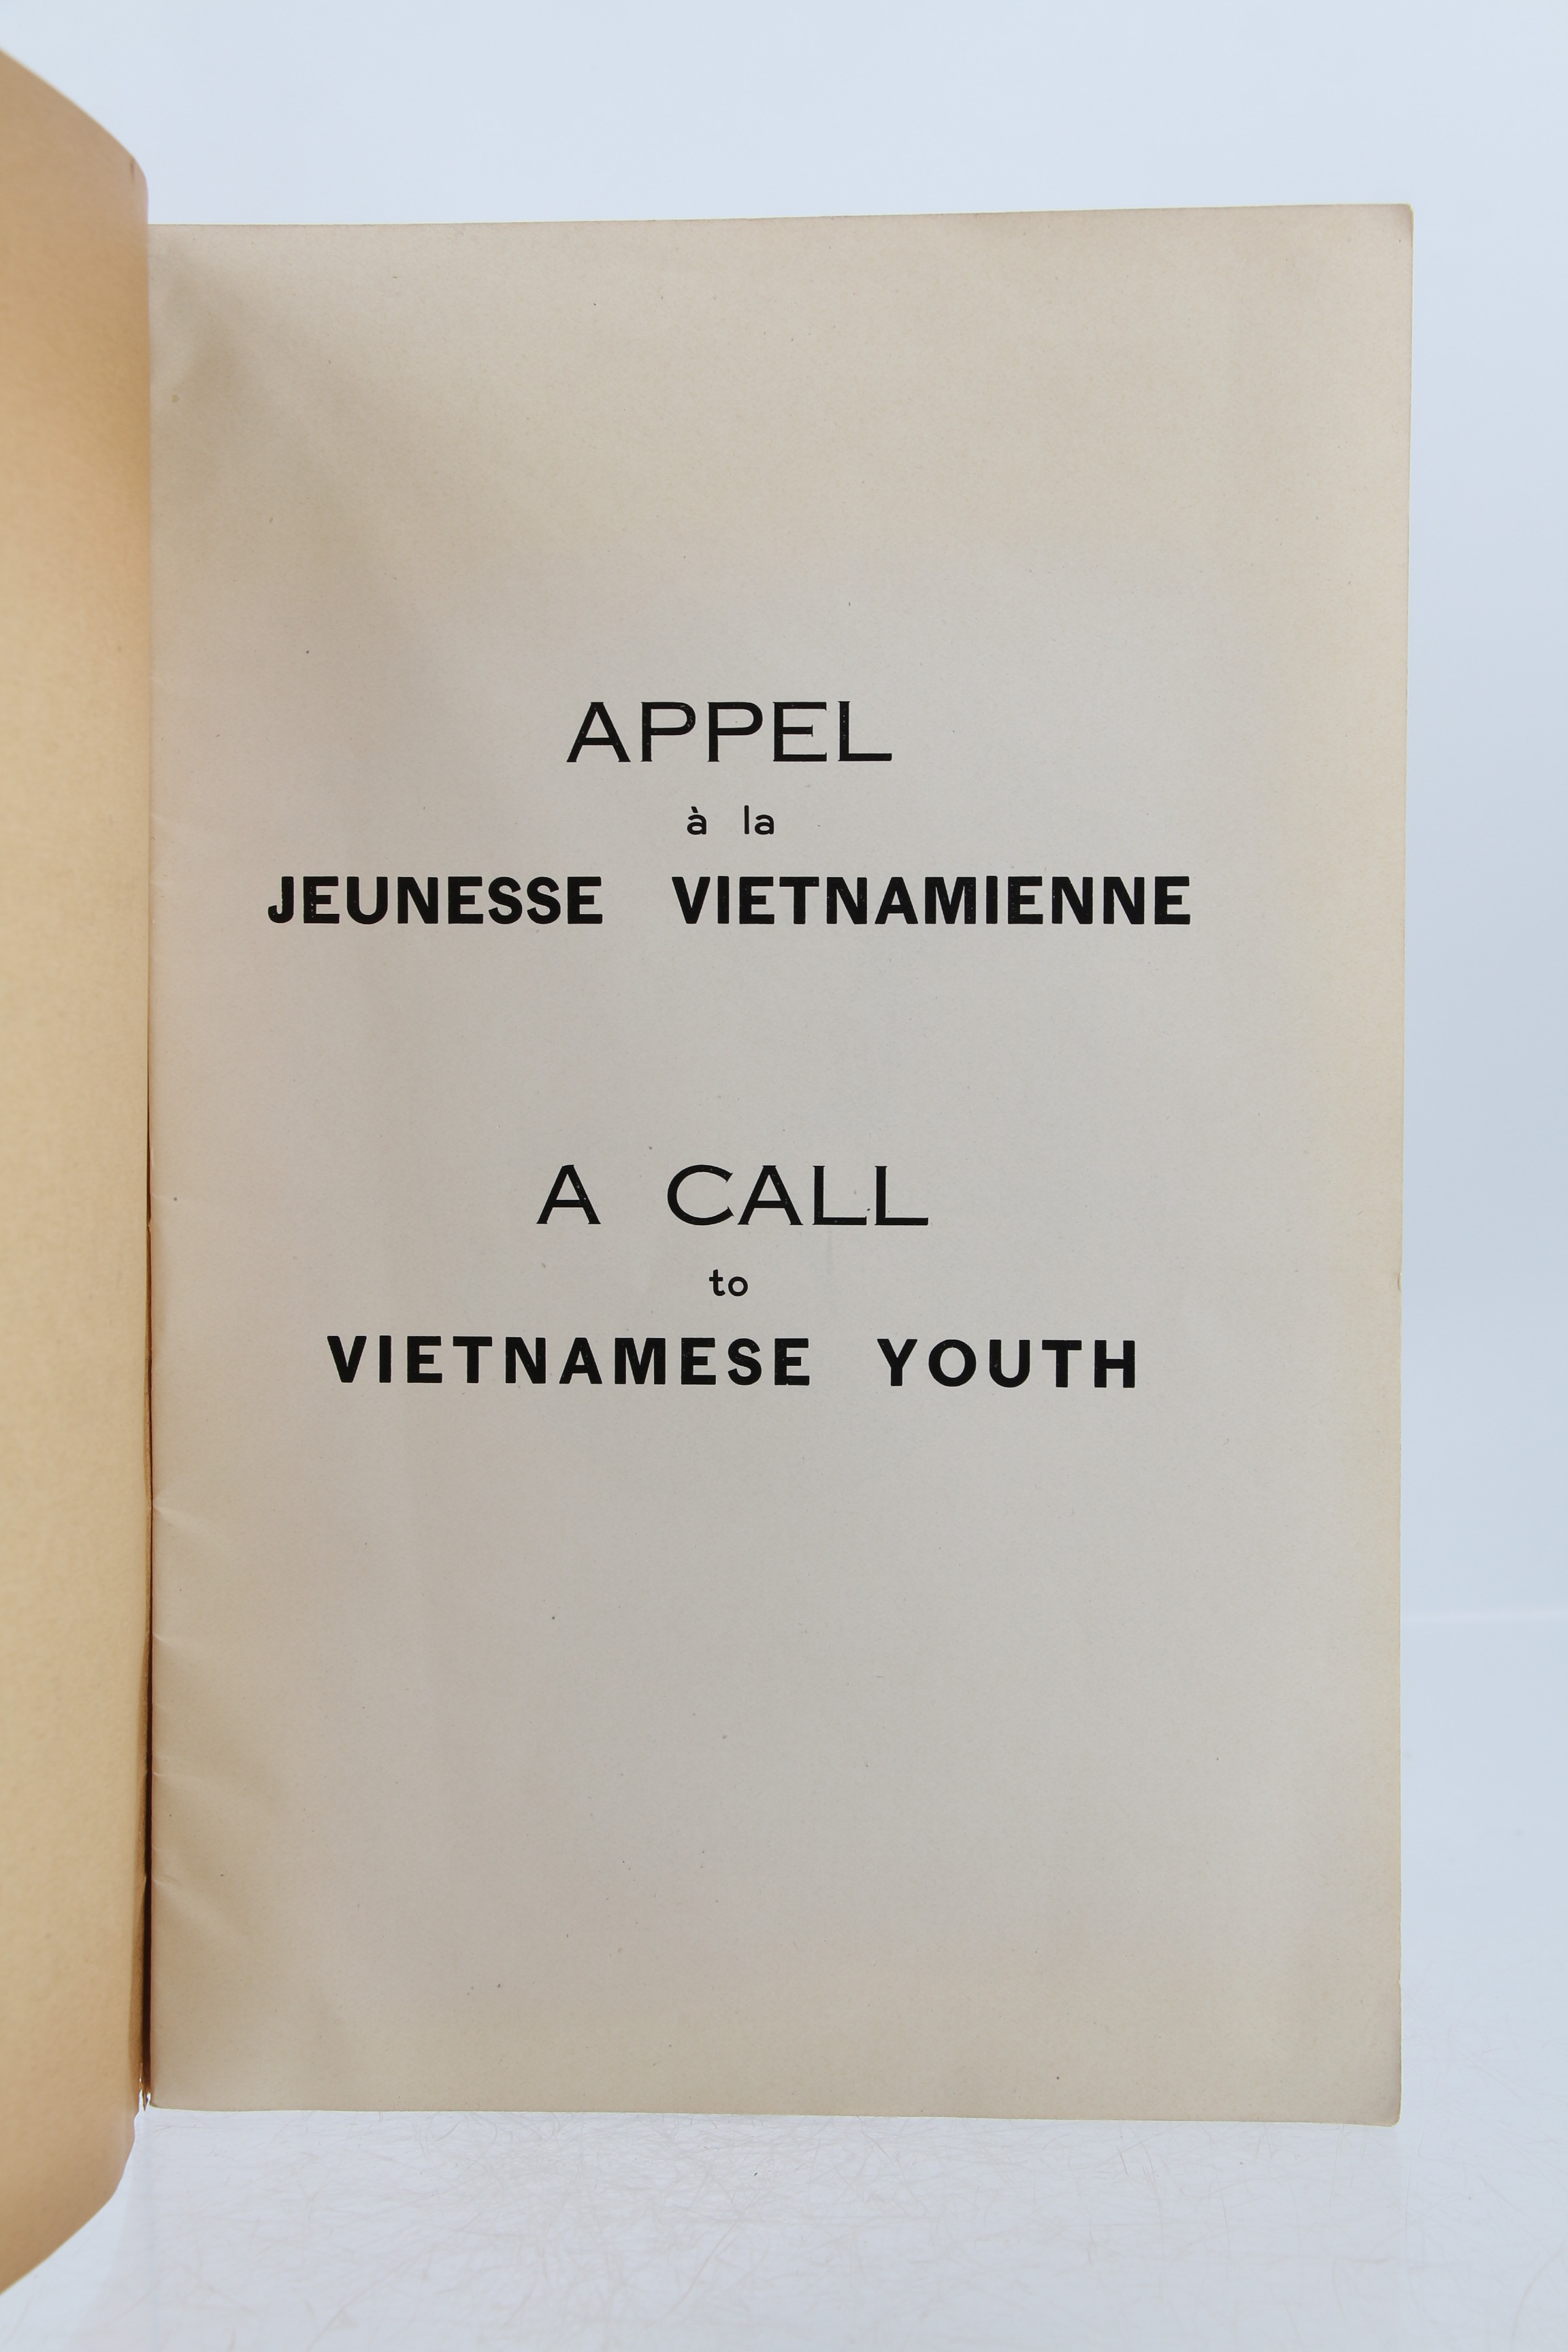 APPEL
à la
JEUNESSE VIETNAMIENNE
A CALL
to
VIETNAMESE YOUTH